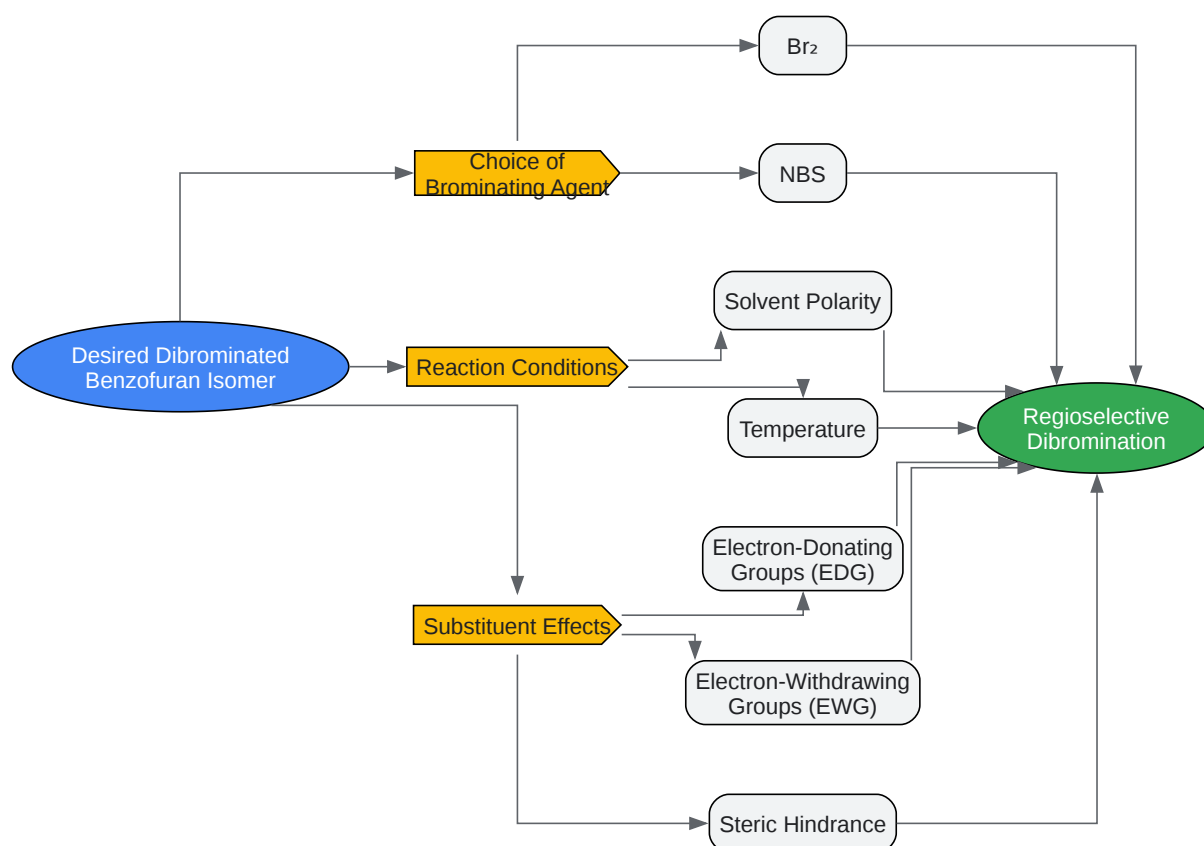 Br₂
Choice of
Brominating Agent
NBS
Solvent Polarity
Desired Dibrominated
Benzofuran Isomer
Reaction Conditions
Temperature
Regioselective
Dibromination
Electron-Donating
Groups (EDG)
Substituent Effects
Electron-Withdrawing
Groups (EWG)
Steric Hindrance